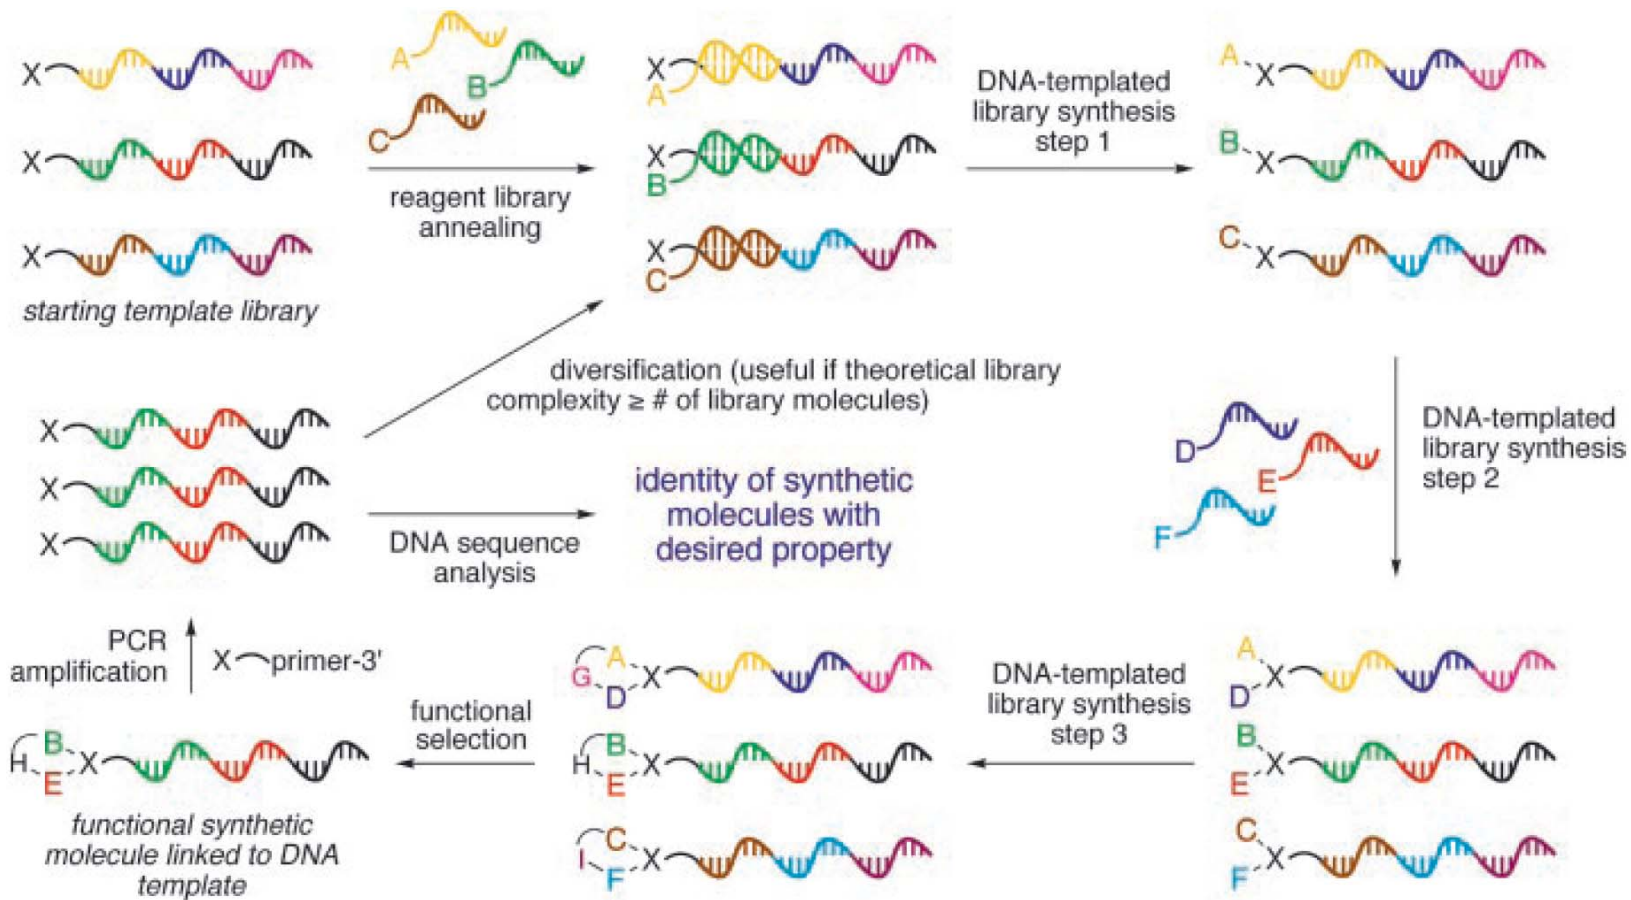 X
X
X
starting template library
A
B
C
reagent library
annealing
X
A
X
B
X
C
DNA-templated
library synthesis
step 1
A
X
B
X
C
X
diversification (useful if theoretical library
complexity ≥ # of library molecules)
D
E
F
DNA-templated
library synthesis
step 2
X
X
X
DNA sequence
analysis
identity of synthetic
molecules with
desired property
PCR
amplification
X primer-3'
A
D X
B
E X
C
F X
DNA-templated
library synthesis
step 3
A
G X
D
B
H X
E
C
I X
F
functional
selection
B
H X
E
functional synthetic
molecule linked to DNA
template